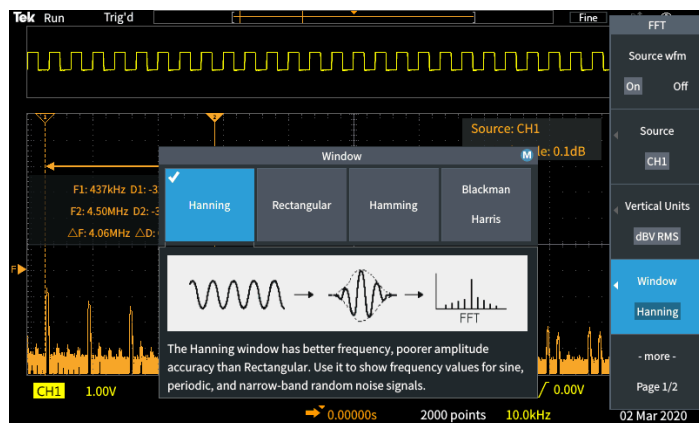 Tek Run Trig'd Fine
FFT
Source wfm
On Off
Source
CH1
Vertical Units
dBV RMS
Window
Hanning
- more -
Page 1/2
1 2
Source: CH1
le: 0.1dB
F1: 437kHz D1: -3
F2: 4.50MHz D2: -3
△F: 4.06MHz △D:
F
Window M
Hanning Rectangular Hamming Blackman
Harris
FFT
The Hanning window has better frequency, poorer amplitude
accuracy than Rectangular. Use it to show frequency values for sine,
periodic, and narrow-band random noise signals.
CH1 1.00V 0.00V
0.00000s 2000 points 10.0kHz 02 Mar 2020